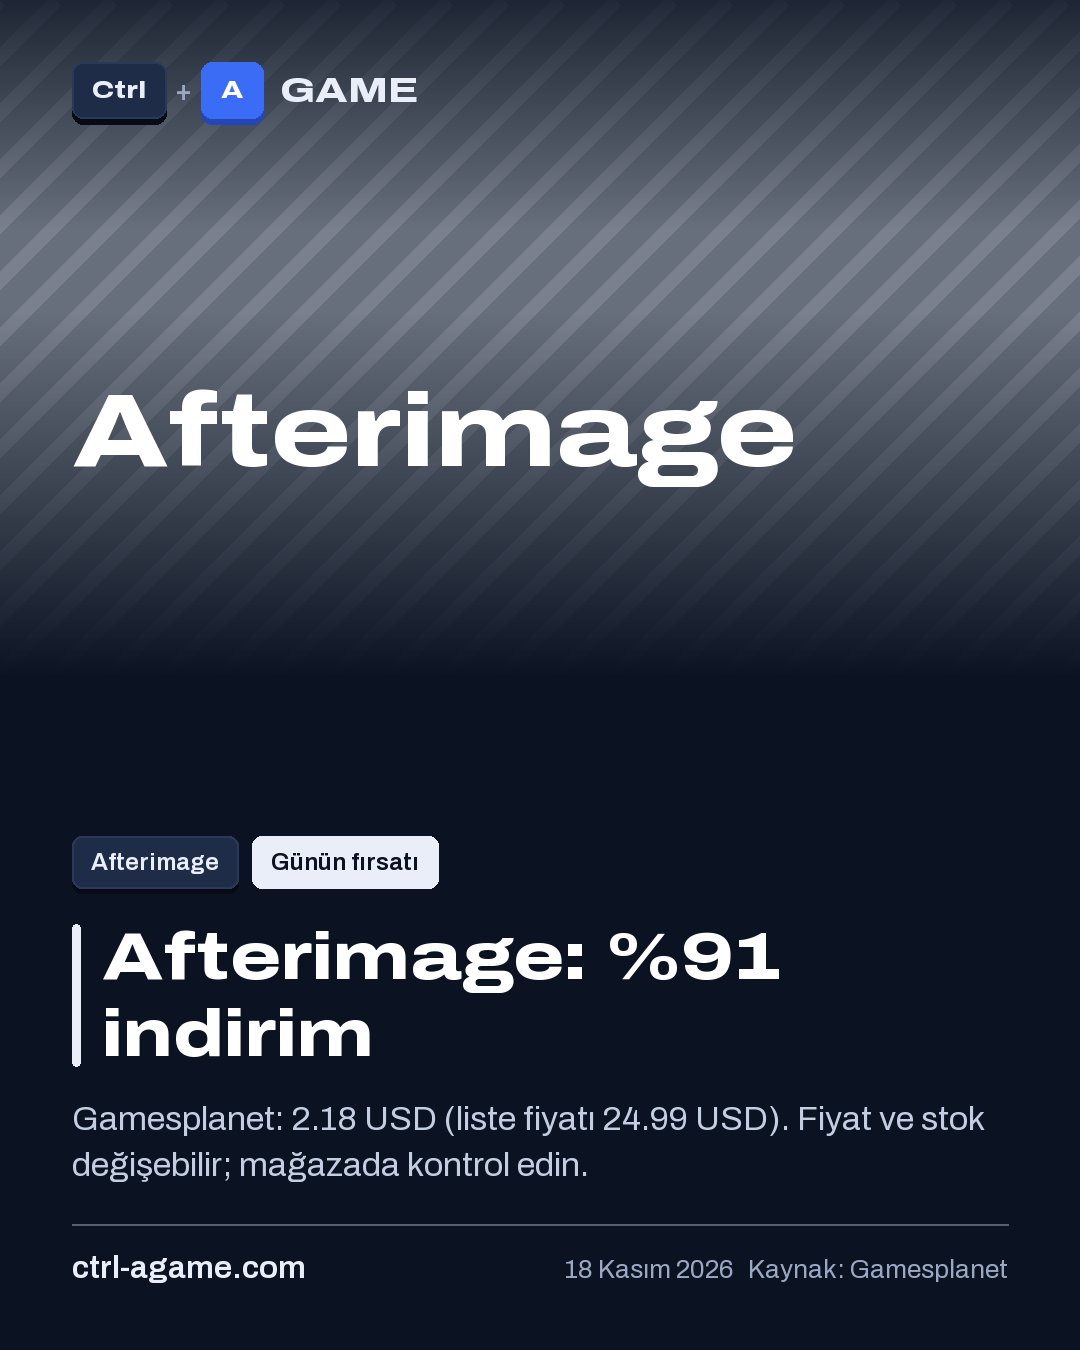 Ctrl + A GAME
Afterimage
Afterimage Günün fırsatı
Afterimage: %91
indirim
Gamesplanet: 2.18 USD (liste fiyatı 24.99 USD). Fiyat ve stok
değişebilir; mağazada kontrol edin.
ctrl-agame.com 18 Kasım 2026 Kaynak: Gamesplanet